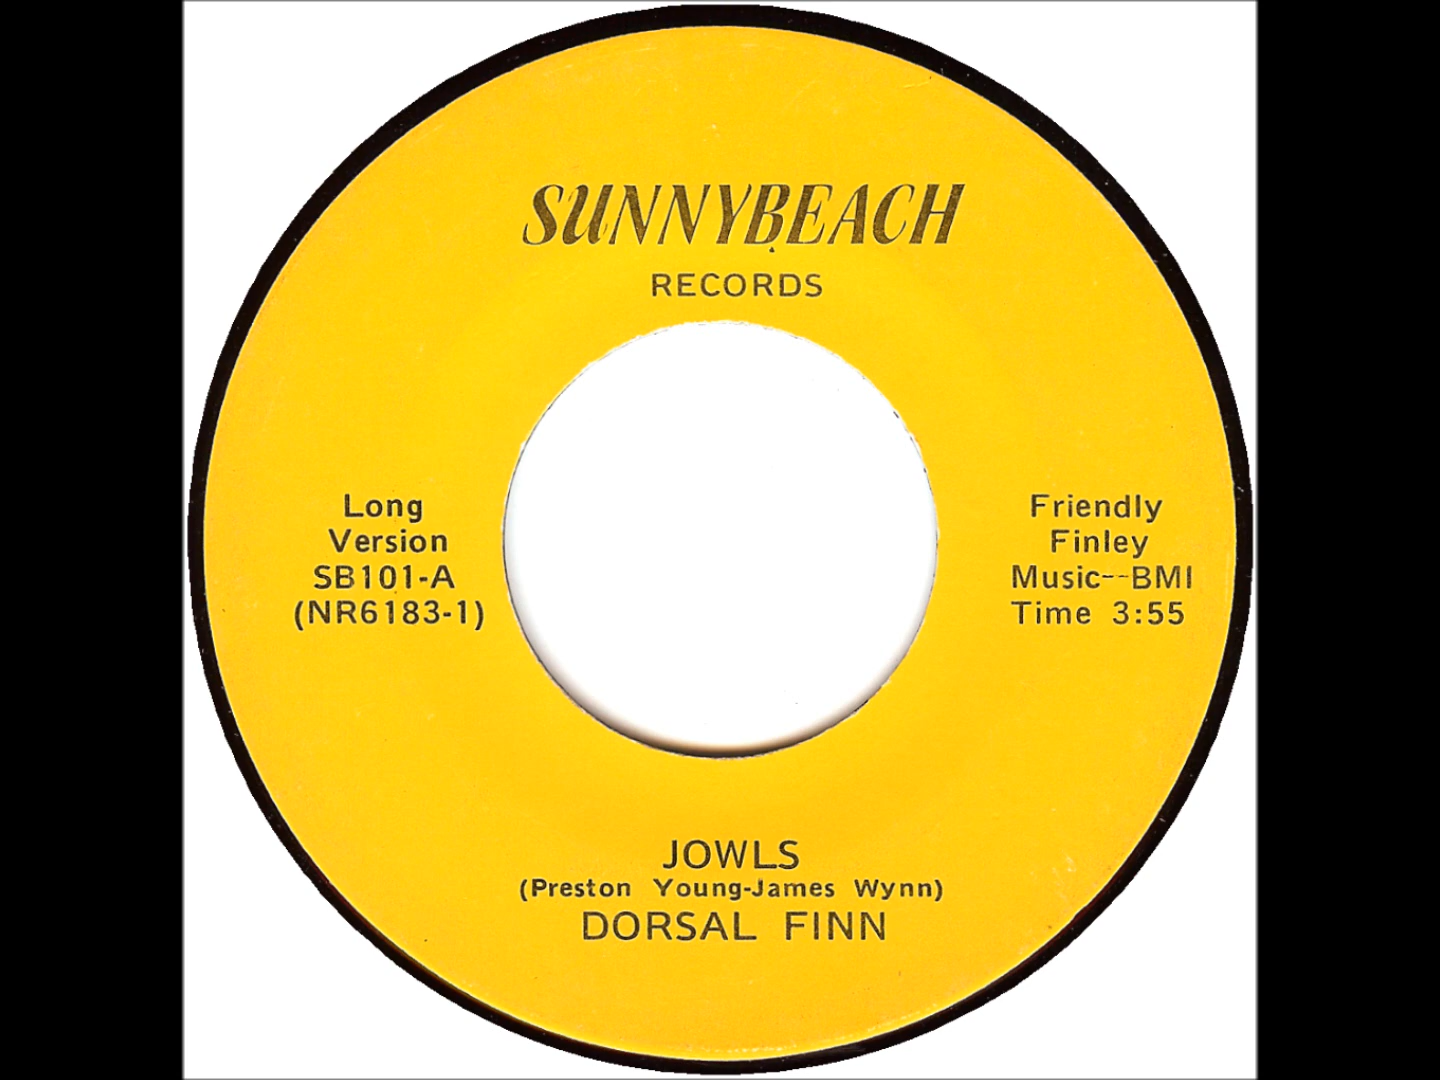 SUNNYBEACH
RECORDS
Long
Version
SB101-A
(NR6183-1)
Friendly
Finley
Music--BMI
Time 3:55
JOWLS
(Preston Young-James Wynn)
DORSAL FINN